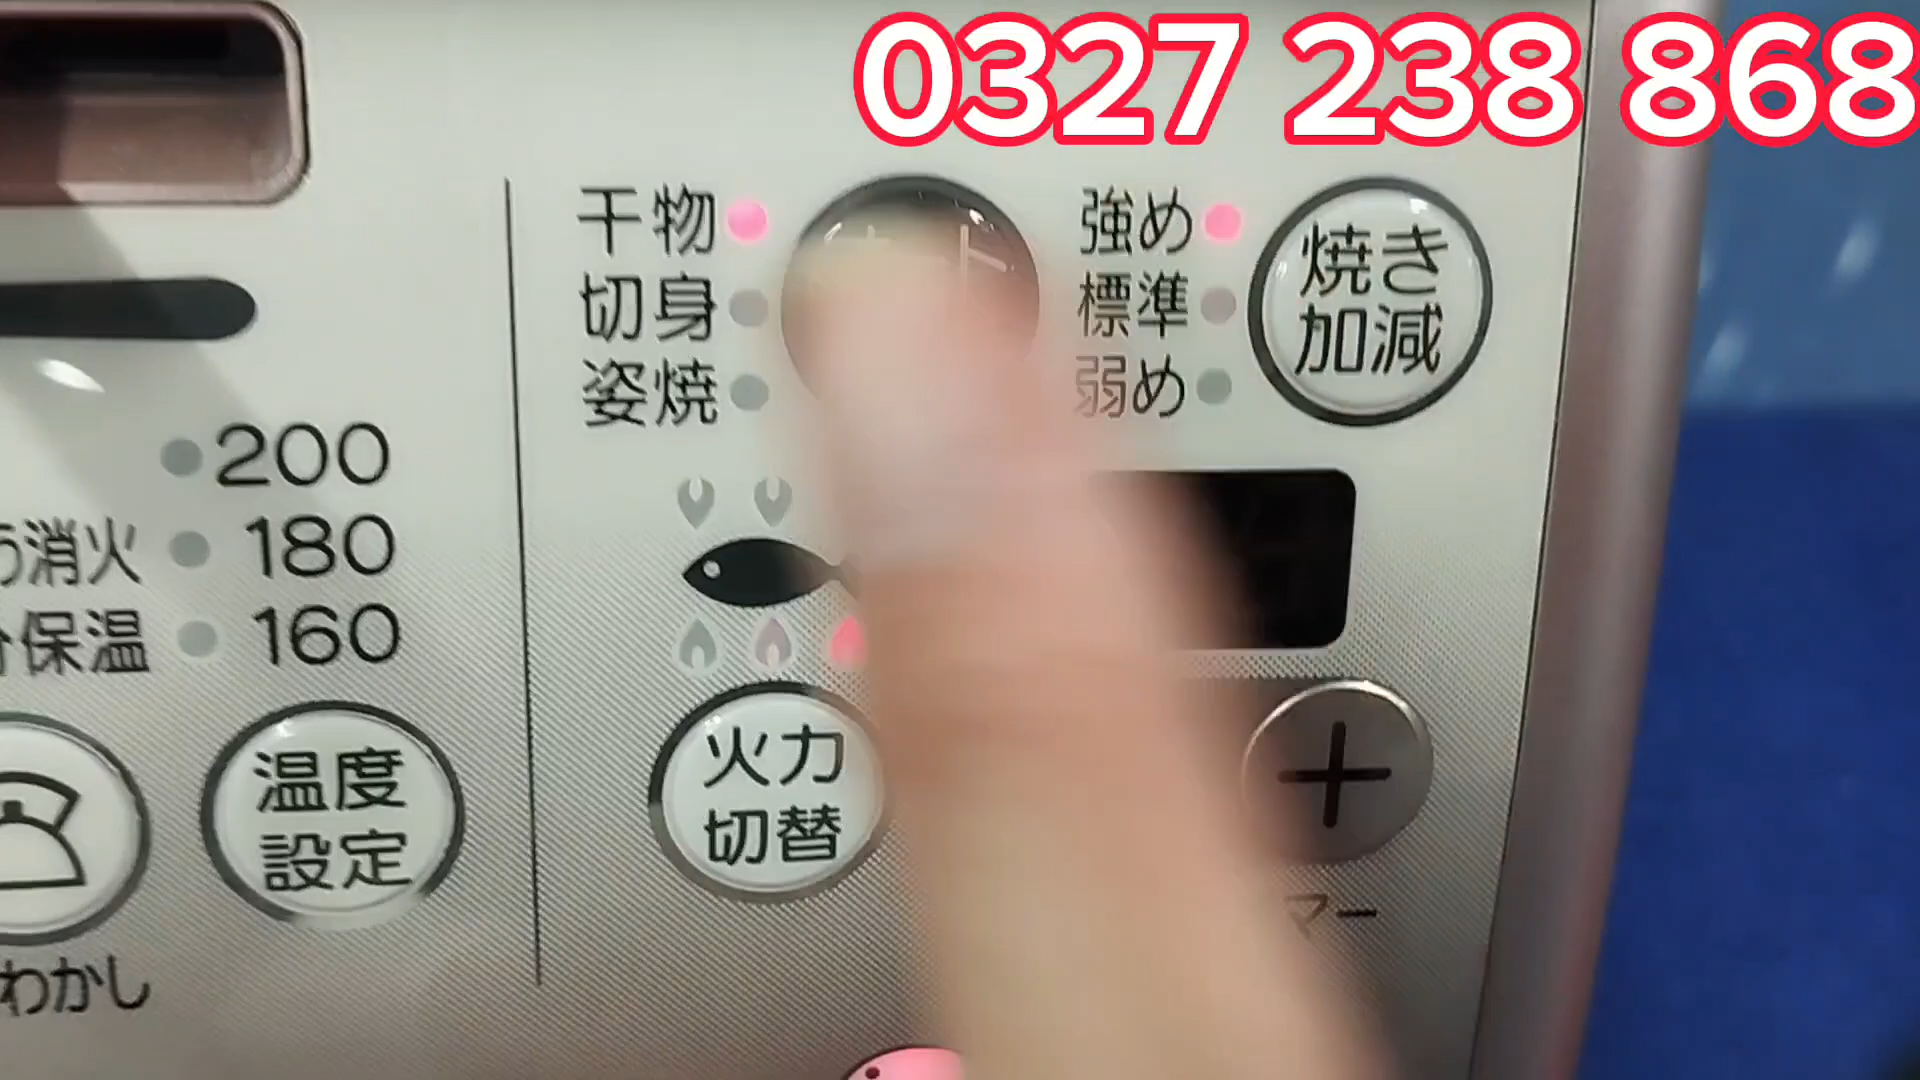 0327 238 868
干物
切身
姿焼
強め
標準
弱め
焼き
加減
200
消火 180
保温 160
温度
設定
火力
切替
+
マー
わかし